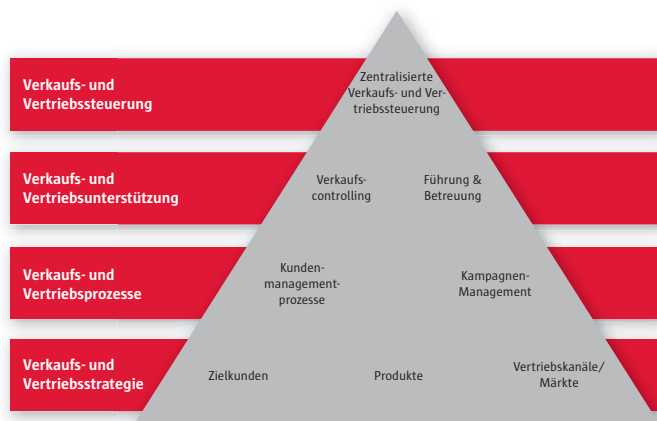 Zentralisierte
Verkaufs- und Ver-
triebssteuerung
Verkaufs- und
Vertriebssteuerung
Verkaufs- und
Vertriebsunterstützung
Verkaufs-
controlling
Führung &
Betreuung
Verkaufs- und
Vertriebsprozesse
Kunden-
management-
prozesse
Kampagnen-
Management
Verkaufs- und
Vertriebsstrategie
Zielkunden
Produkte
Vertriebskanäle/
Märkte